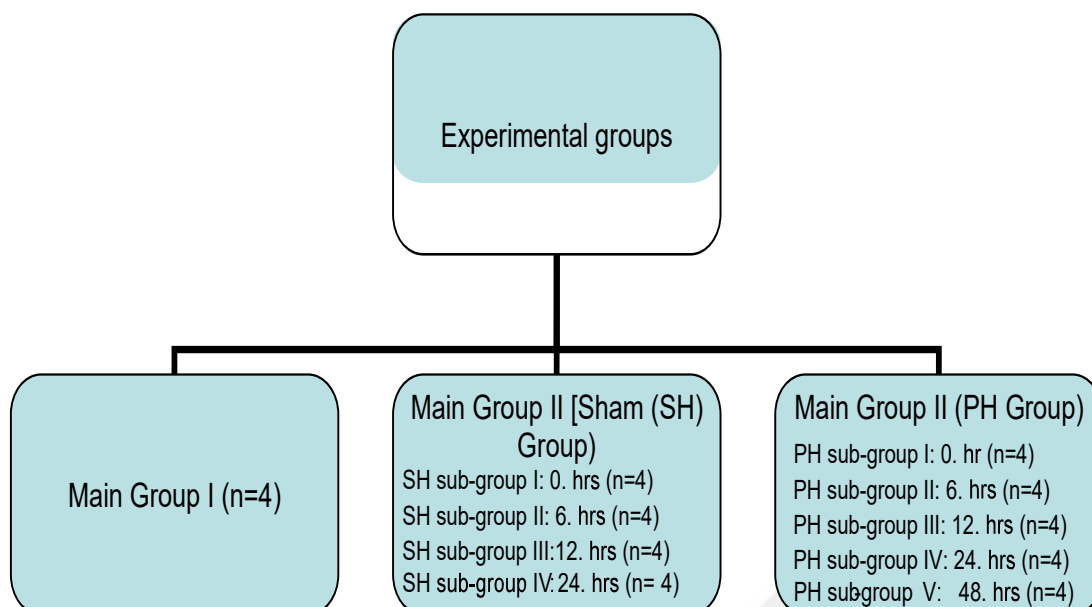 Experimental groups
Main Group I (n=4)
Main Group II [Sham (SH)
Group)
SH sub-group I: 0. hrs (n=4)
SH sub-group II: 6. hrs (n=4)
SH sub-group III:12. hrs (n=4)
SH sub-group IV: 24. hrs (n= 4)
Main Group II (PH Group)
PH sub-group I: 0. hr (n=4)
PH sub-group II: 6. hrs (n=4)
PH sub-group III: 12. hrs (n=4)
PH sub-group IV: 24. hrs (n=4)
PH sub-group V: 48. hrs (n=4)